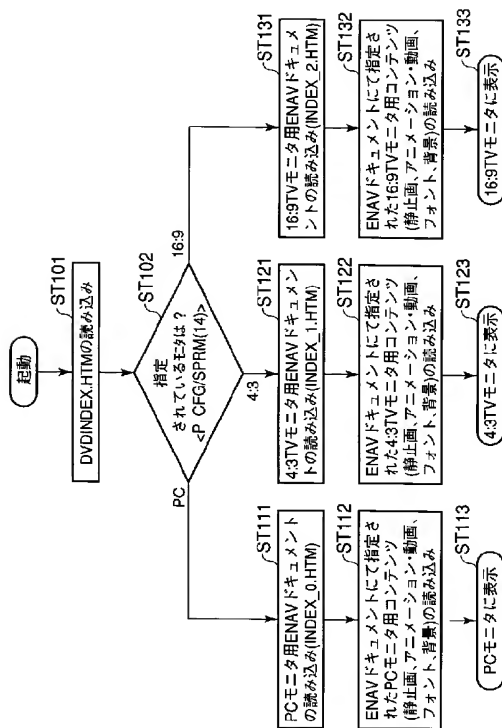 起動
ST101
DVDINDEX.HTMの読み込み
ST102
指定
されているモニタは?
<P_CFG/SPRM(14)>
PC
4:3
16:9
ST111
PCモニタ用ENAVドキュメント
の読み込み(INDEX_0.HTM)
ST112
ENAVドキュメントにて指定さ
れたPCモニタ用コンテンツ
(静止画、アニメーション・動画、
フォント、背景)の読み込み
ST113
PCモニタに表示
ST121
4:3TVモニタ用ENAVドキュメン
トの読み込み(INDEX_1.HTM)
ST122
ENAVドキュメントにて指定さ
れた4:3TVモニタ用コンテンツ
(静止画、アニメーション・動画、
フォント、背景)の読み込み
ST123
4:3TVモニタに表示
ST131
16:9TVモニタ用ENAVドキュメ
ントの読み込み(INDEX_2.HTM)
ST132
ENAVドキュメントにて指定さ
れた16:9TVモニタ用コンテンツ
(静止画、アニメーション・動画、
フォント、背景)の読み込み
ST133
16:9TVモニタに表示